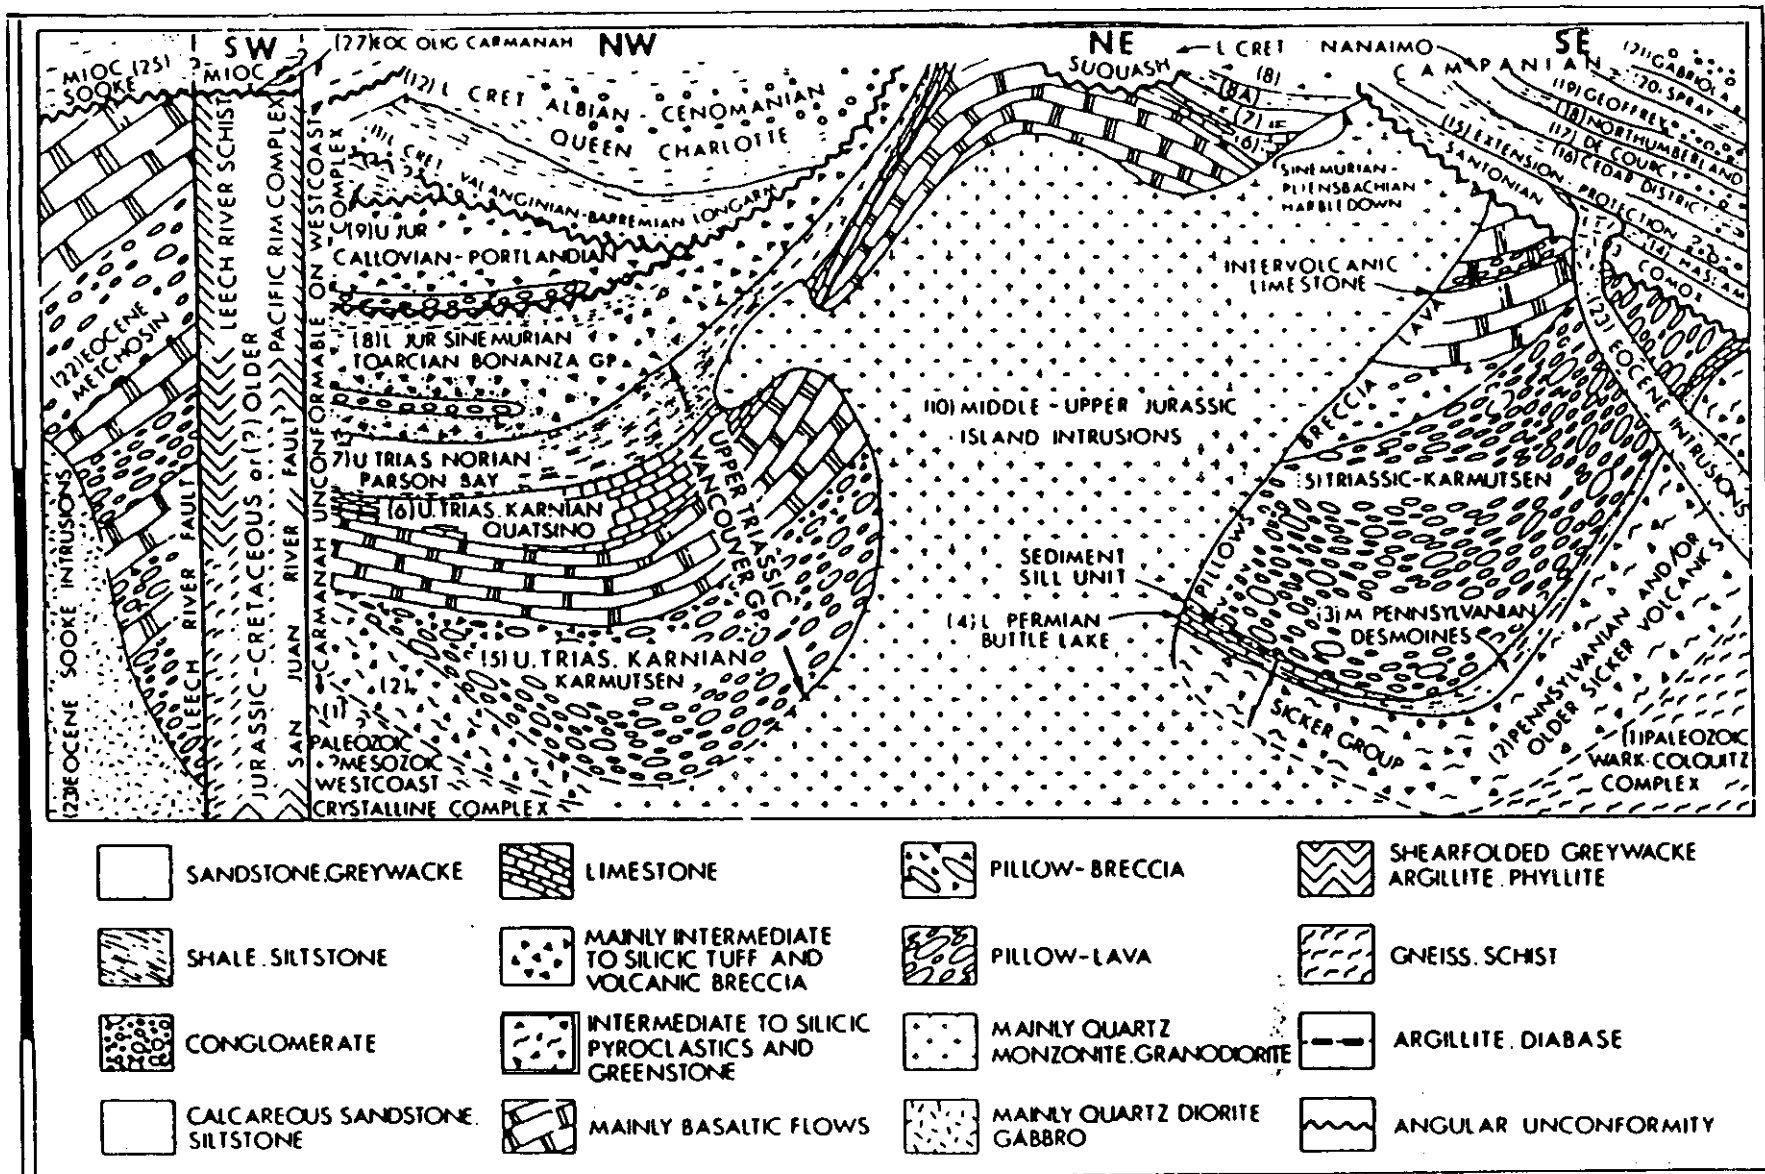 SW
NW
NE
SE
MIOC (25)
SOOKE
MIOC
(27) EOC OLIG CARMANAH
(12) L CRET ALBIAN - CENOMANIAN
QUEEN CHARLOTTE
(11) L CRET VALANGINIAN-BARREMIAN LONGARM
(9) U JUR
CALLOVIAN-PORTLANDIAN
(8) L JUR SINEMURIAN
TOARCIAN BONANZA GP
(7) U TRIAS NORIAN
PARSON BAY
(6) U. TRIAS. KARNIAN
QUATSINO
(5) U. TRIAS. KARNIAN
KARMUTSEN
(2)
(1)
PALEOZOIC
MESOZOIC
WESTCOAST
CRYSTALLINE COMPLEX
UPPER TRIASSIC
VANCOUVER GP.
(22) EOCENE
METCHOSIN
(23) EOCENE SOOKE INTRUSIONS
LEECH RIVER FAULT
LEECH RIVER SCHIST
JURASSIC-CRETACEOUS or (?) OLDER
PACIFIC RIM COMPLEX
SAN JUAN RIVER FAULT
CARMANAH UNCONFORMABLE ON WESTCOAST
COMPLEX
SUQUASH
L CRET NANAIMO
CAMPANIAN
(8)
(8A)
(7)
(6)
SINEMURIAN-
PLIENSBACHIAN
HARBLEDOWN
SANTONIAN
(21) GABRIOLA
20. SPRAY
(19) GEOFFREY
(18) NORTHUMBERLAND
(17) DE COURCY
(16) CEDAR DISTRICT
(15) EXTENSION - PROTECTION
(14) HASLAM
COMOX
INTERVOLCANIC
LIMESTONE
LAVA
BRECCIA
PILLOWS
(10) MIDDLE - UPPER JURASSIC
ISLAND INTRUSIONS
5) TRIASSIC-KARMUTSEN
(23) EOCENE INTRUSIONS
SEDIMENT
SILL UNIT
(4) L PERMIAN
BUTTLE LAKE
(3) M PENNSYLVANIAN
DESMOINES
SICKER GROUP
(2) PENNSYLVANIAN AND/OR
OLDER SICKER VOLCANICS
(1) PALEOZOIC
WARK-COLQUITZ
COMPLEX
SANDSTONE.GREYWACKE
LIMESTONE
PILLOW-BRECCIA
SHEARFOLDED GREYWACKE
ARGILLITE. PHYLLITE
SHALE. SILTSTONE
MAINLY INTERMEDIATE
TO SILICIC TUFF AND
VOLCANIC BRECCIA
PILLOW-LAVA
GNEISS. SCHIST
CONGLOMERATE
INTERMEDIATE TO SILICIC
PYROCLASTICS AND
GREENSTONE
MAINLY QUARTZ
MONZONITE.GRANODIORITE
ARGILLITE. DIABASE
CALCAREOUS SANDSTONE.
SILTSTONE
MAINLY BASALTIC FLOWS
MAINLY QUARTZ DIORITE
GABBRO
ANGULAR UNCONFORMITY